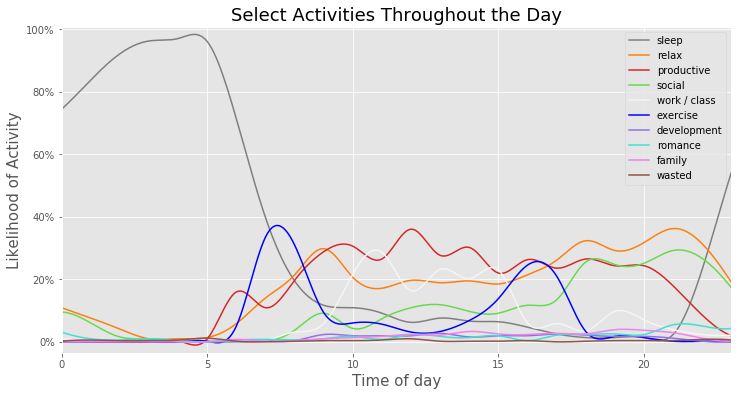 Select Activities Throughout the Day
100%
80%
60%
40%
20%
0%
Likelihood of Activity
sleep
relax
productive
social
work / class
exercise
development
romance
family
wasted
0
5
10
15
20
Time of day